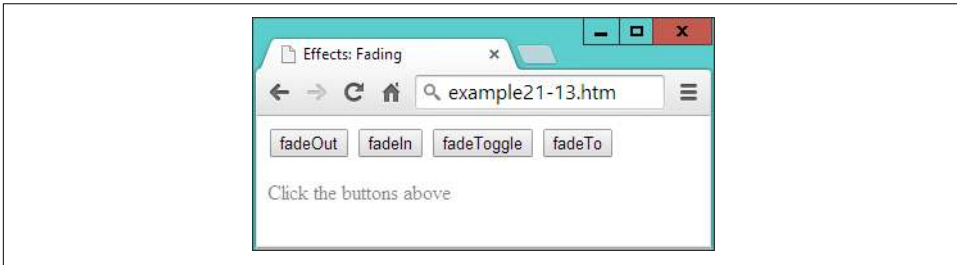 Effects: Fading
example21-13.htm
fadeOut fadeIn fadeToggle fadeTo
Click the buttons above